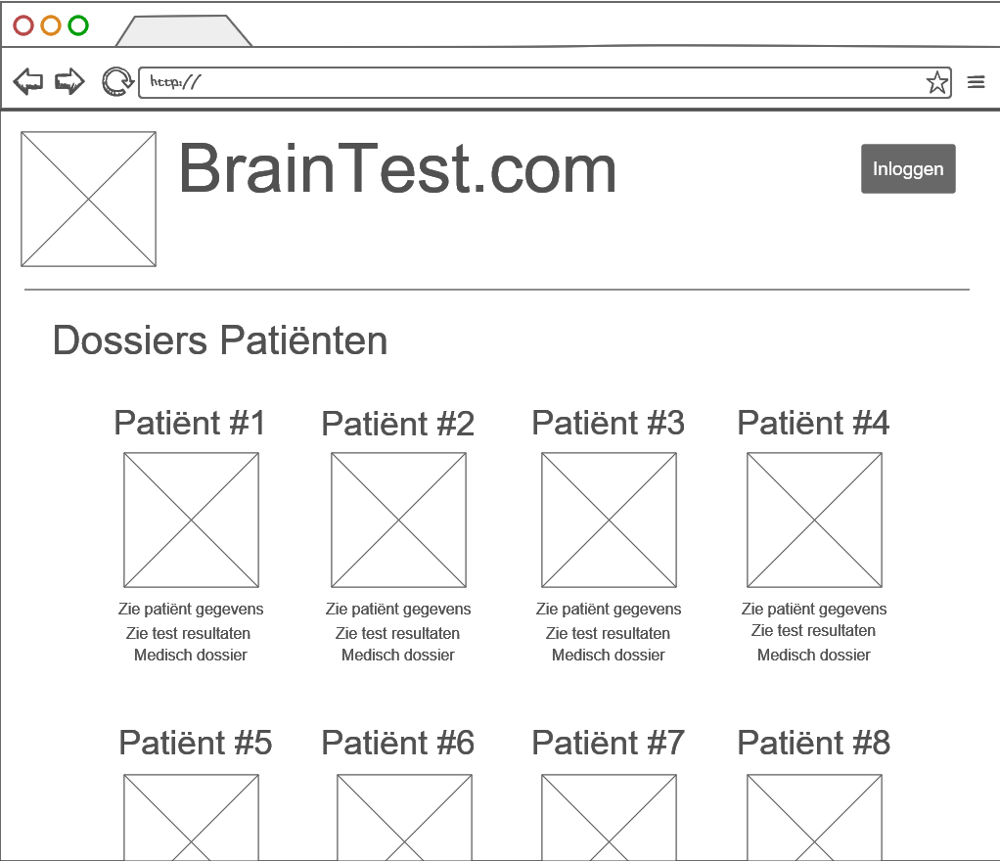 http://
BrainTest.com
Inloggen
Dossiers Patiënten
Patiënt #1
Patiënt #2
Patiënt #3
Patiënt #4
Zie patiënt gegevens
Zie test resultaten
Medisch dossier
Zie patiënt gegevens
Zie test resultaten
Medisch dossier
Zie patiënt gegevens
Zie test resultaten
Medisch dossier
Zie patiënt gegevens
Zie test resultaten
Medisch dossier
Patiënt #5
Patiënt #6
Patiënt #7
Patiënt #8